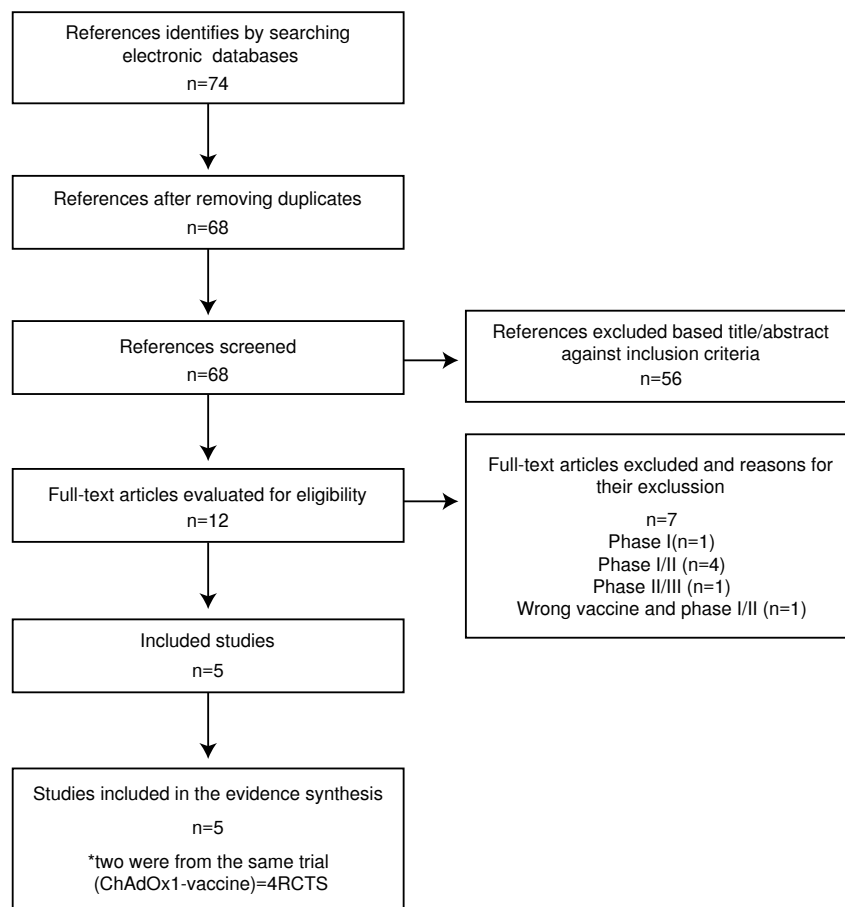 References identifies by searching
electronic databases
n=74
References after removing duplicates
n=68
References screened
n=68
References excluded based title/abstract
against inclusion criteria
n=56
Full-text articles evaluated for eligibility
n=12
Full-text articles excluded and reasons for
their exclussion
n=7
Phase I(n=1)
Phase I/II (n=4)
Phase II/III (n=1)
Wrong vaccine and phase I/II (n=1)
Included studies
n=5
Studies included in the evidence synthesis
n=5
*two were from the same trial
(ChAdOx1-vaccine)=4RCTS